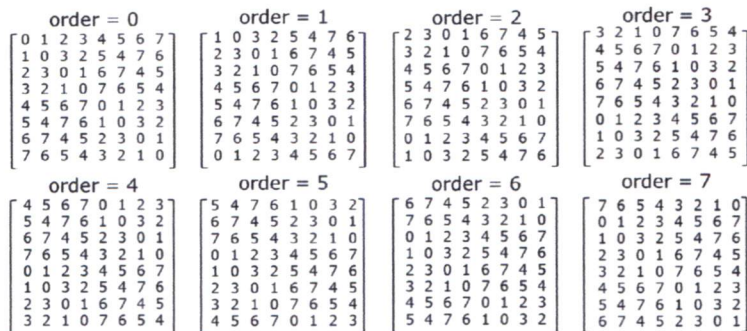 order = 0 order = 1 order = 2 order = 3
0 1 2 3 4 5 6 7 1 0 3 2 5 4 7 6 2 3 0 1 6 7 4 5 3 2 1 0 7 6 5 4
1 0 3 2 5 4 7 6 2 3 0 1 6 7 4 5 3 2 1 0 7 6 5 4 4 5 6 7 0 1 2 3
2 3 0 1 6 7 4 5 3 2 1 0 7 6 5 4 4 5 6 7 0 1 2 3 5 4 7 6 1 0 3 2
3 2 1 0 7 6 5 4 4 5 6 7 0 1 2 3 5 4 7 6 1 0 3 2 6 7 4 5 2 3 0 1
4 5 6 7 0 1 2 3 5 4 7 6 1 0 3 2 6 7 4 5 2 3 0 1 7 6 5 4 3 2 1 0
5 4 7 6 1 0 3 2 6 7 4 5 2 3 0 1 7 6 5 4 3 2 1 0 0 1 2 3 4 5 6 7
6 7 4 5 2 3 0 1 7 6 5 4 3 2 1 0 0 1 2 3 4 5 6 7 1 0 3 2 5 4 7 6
7 6 5 4 3 2 1 0 0 1 2 3 4 5 6 7 1 0 3 2 5 4 7 6 2 3 0 1 6 7 4 5
order = 4 order = 5 order = 6 order = 7
4 5 6 7 0 1 2 3 5 4 7 6 1 0 3 2 6 7 4 5 2 3 0 1 7 6 5 4 3 2 1 0
5 4 7 6 1 0 3 2 6 7 4 5 2 3 0 1 7 6 5 4 3 2 1 0 0 1 2 3 4 5 6 7
6 7 4 5 2 3 0 1 7 6 5 4 3 2 1 0 0 1 2 3 4 5 6 7 1 0 3 2 5 4 7 6
7 6 5 4 3 2 1 0 0 1 2 3 4 5 6 7 1 0 3 2 5 4 7 6 2 3 0 1 6 7 4 5
0 1 2 3 4 5 6 7 1 0 3 2 5 4 7 6 2 3 0 1 6 7 4 5 3 2 1 0 7 6 5 4
1 0 3 2 5 4 7 6 2 3 0 1 6 7 4 5 3 2 1 0 7 6 5 4 4 5 6 7 0 1 2 3
2 3 0 1 6 7 4 5 3 2 1 0 7 6 5 4 4 5 6 7 0 1 2 3 5 4 7 6 1 0 3 2
3 2 1 0 7 6 5 4 4 5 6 7 0 1 2 3 5 4 7 6 1 0 3 2 6 7 4 5 2 3 0 1